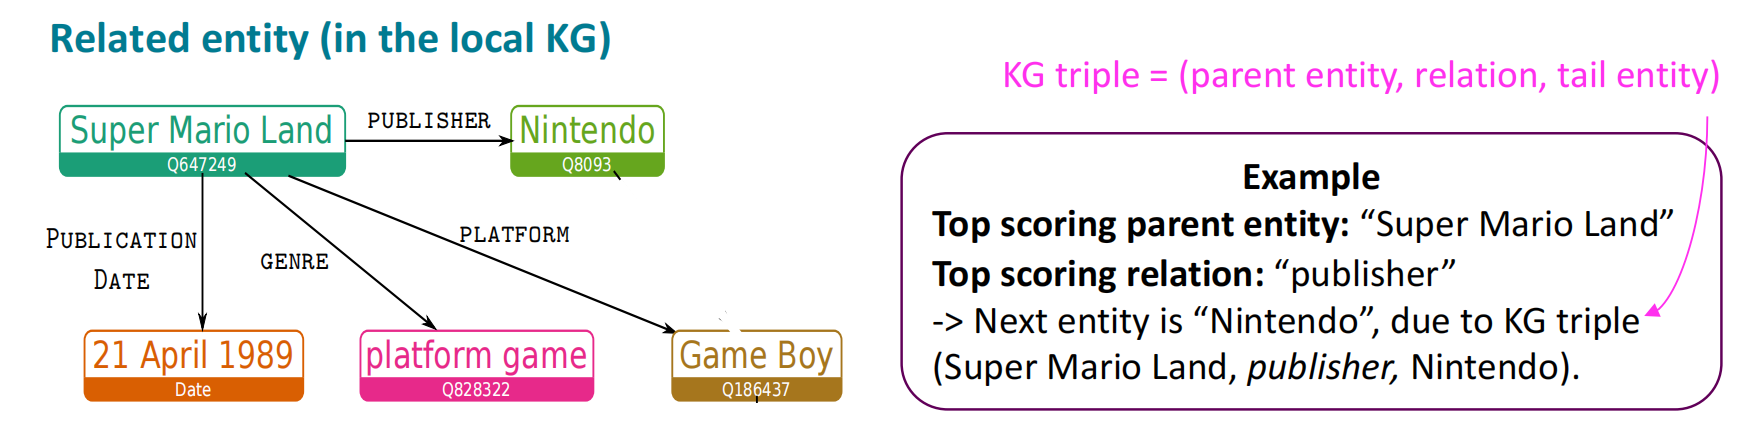 Related entity (in the local KG)
KG triple = (parent entity, relation, tail entity)
Super Mario Land
Q647249
PUBLISHER
Nintendo
Q8093
PUBLICATION
DATE
GENRE
PLATFORM
21 April 1989
Date
platform game
Q828322
Game Boy
Q186437
Example
Top scoring parent entity: “Super Mario Land”
Top scoring relation: “publisher”
-> Next entity is “Nintendo”, due to KG triple
(Super Mario Land, publisher, Nintendo).